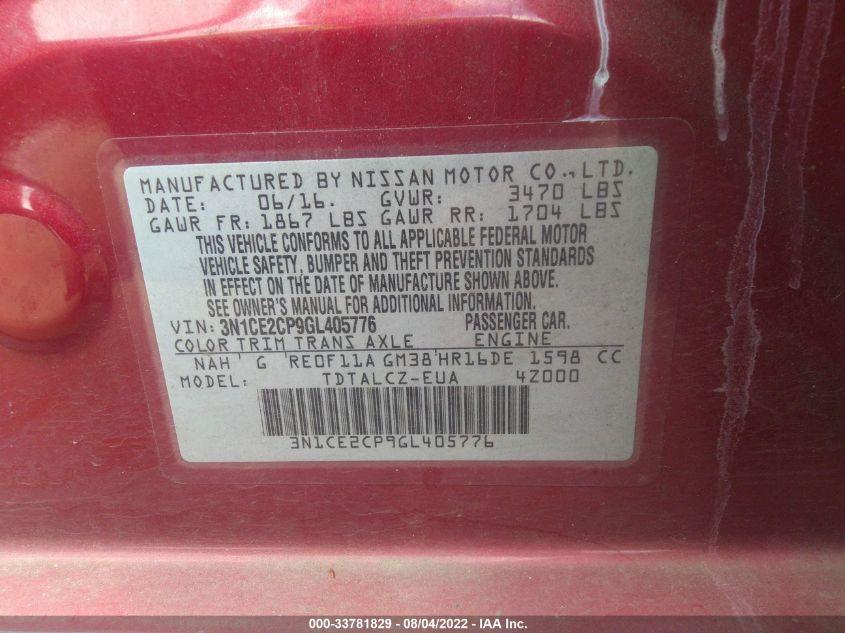 MANUFACTURED BY NISSAN MOTOR CO., LTD.
DATE: 06/16. GVWR: 3470 LBS
GAWR FR: 1867 LBS GAWR RR: 1704 LBS
THIS VEHICLE CONFORMS TO ALL APPLICABLE FEDERAL MOTOR
VEHICLE SAFETY, BUMPER AND THEFT PREVENTION STANDARDS
IN EFFECT ON THE DATE OF MANUFACTURE SHOWN ABOVE.
SEE OWNER'S MANUAL FOR ADDITIONAL INFORMATION.
VIN: 3N1CE2CP9GL405776 PASSENGER CAR.
COLOR TRIM TRANS AXLE ENGINE
NAH G RE0F11A GM38 HR16DE 1598 CC
MODEL: TDTALCZ-EUA 4Z000
3N1CE2CP9GL405776
000-33781829 - 08/04/2022 - IAA Inc.